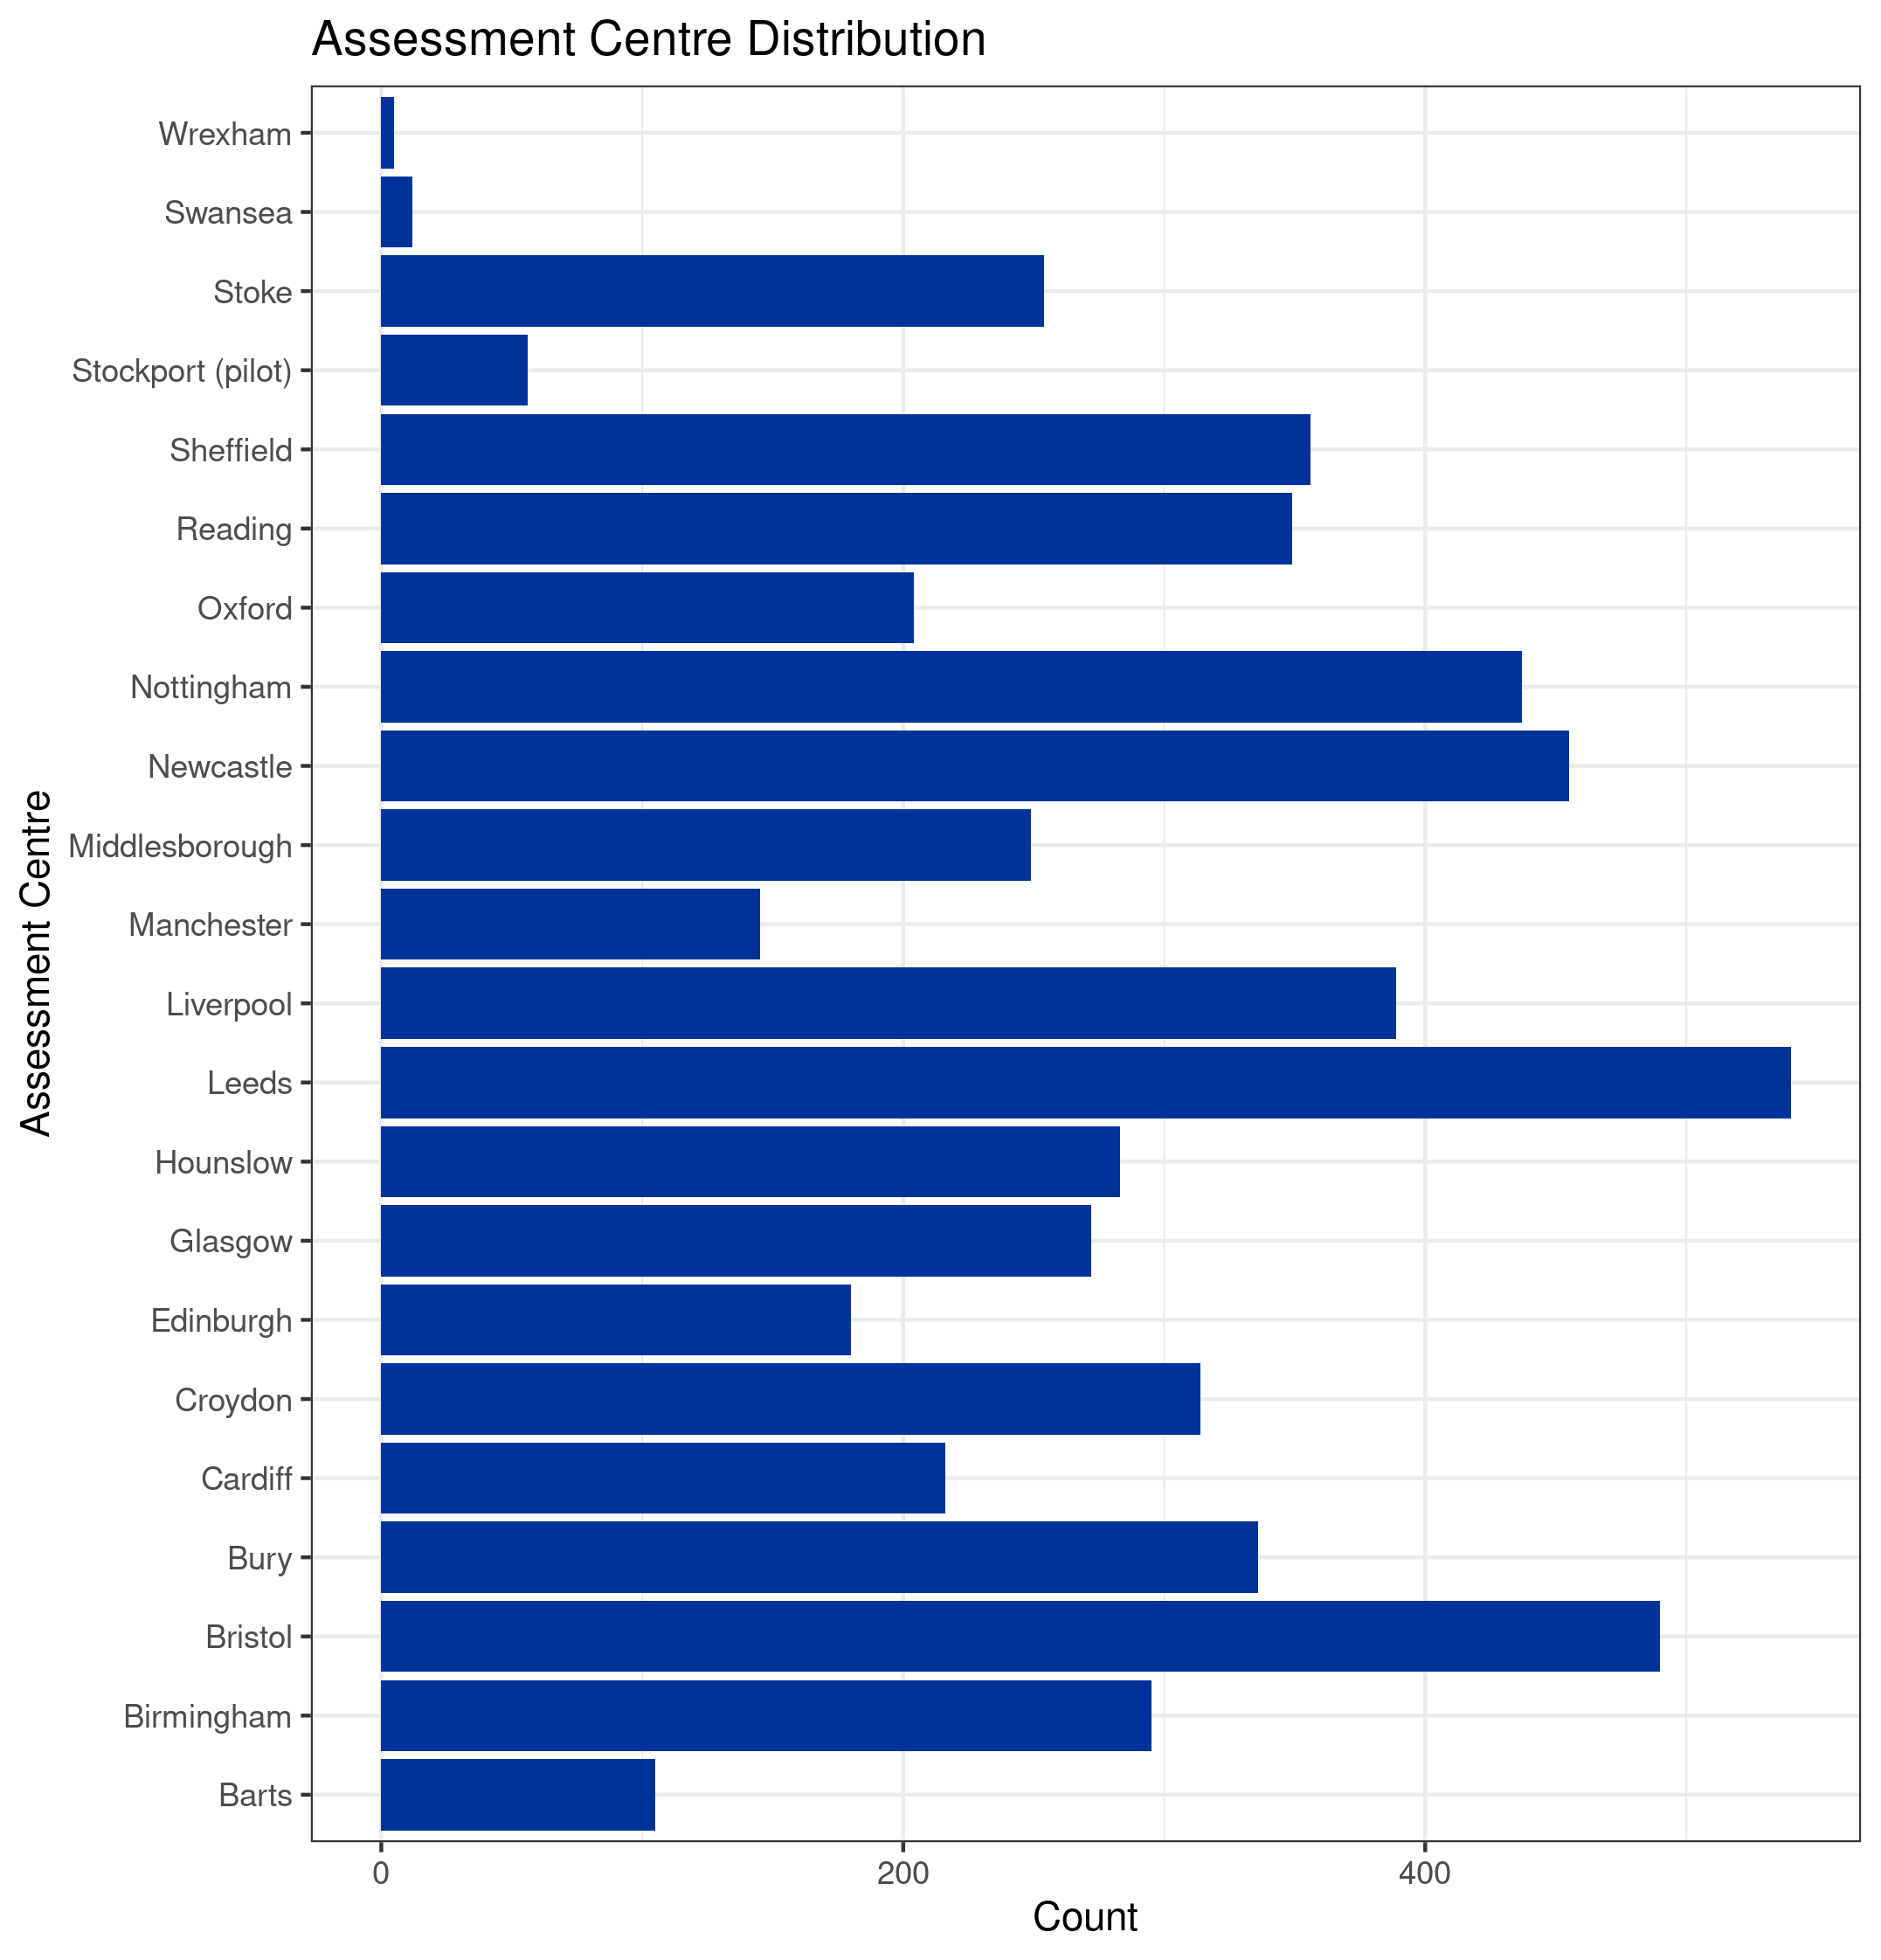 Assessment Centre Distribution
Assessment Centre
Wrexham
Swansea
Stoke
Stockport (pilot)
Sheffield
Reading
Oxford
Nottingham
Newcastle
Middlesborough
Manchester
Liverpool
Leeds
Hounslow
Glasgow
Edinburgh
Croydon
Cardiff
Bury
Bristol
Birmingham
Barts
0 200 400
Count